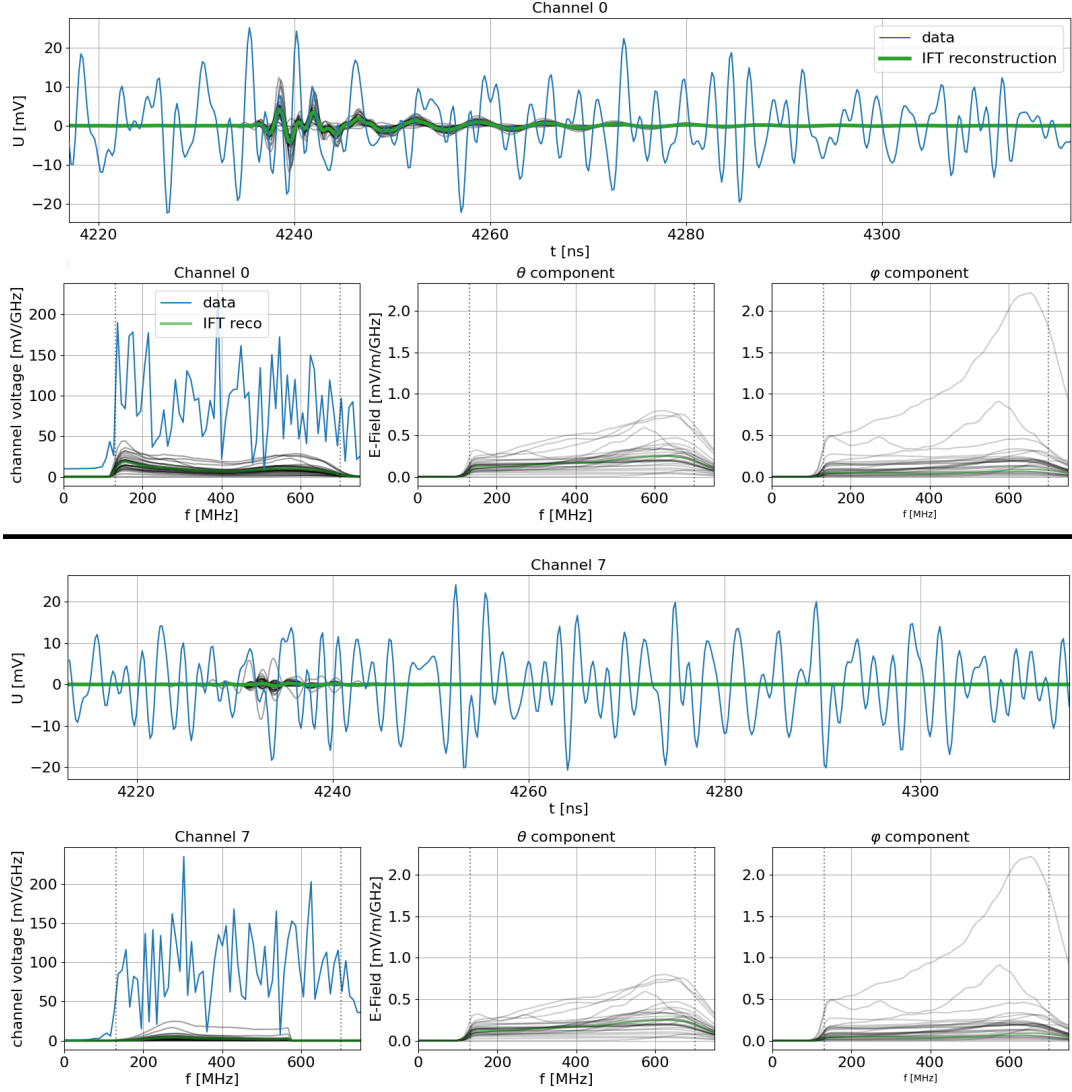 Channel 0
data
IFT reconstruction
U [mV]
20
10
0
−10
−20
4220 4240 4260 4280 4300
t [ns]
Channel 0 θ component φ component
data
IFT reco
channel voltage [mV/GHz]
200
150
100
50
0
0 200 400 600
f [MHz]
E-Field [mV/m/GHz]
2.0
1.5
1.0
0.5
0.0
0 200 400 600
f [MHz]
2.0
1.5
1.0
0.5
0.0
0 200 400 600
f [MHz]
Channel 7
U [mV]
20
10
0
−10
−20
4220 4240 4260 4280 4300
t [ns]
Channel 7 θ component φ component
channel voltage [mV/GHz]
200
150
100
50
0
0 200 400 600
f [MHz]
E-Field [mV/m/GHz]
2.0
1.5
1.0
0.5
0.0
0 200 400 600
f [MHz]
2.0
1.5
1.0
0.5
0.0
0 200 400 600
f [MHz]